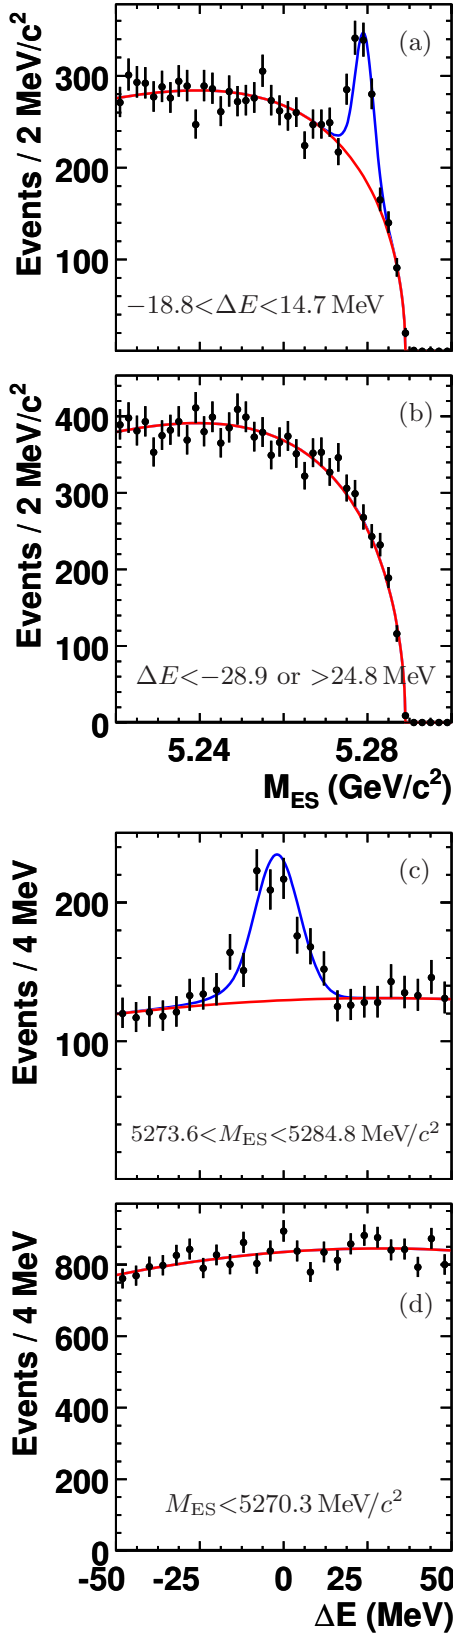 Events / 2 MeV/c²
300
200
100
(a)
−18.8<ΔE<14.7 MeV
Events / 2 MeV/c²
400
300
200
100
0
(b)
ΔE<−28.9 or >24.8 MeV
5.24 5.28
M_ES (GeV/c²)
Events / 4 MeV
200
100
(c)
5273.6<M_ES<5284.8 MeV/c²
Events / 4 MeV
800
600
400
200
0
(d)
M_ES<5270.3 MeV/c²
-50 -25 0 25 50
ΔE (MeV)